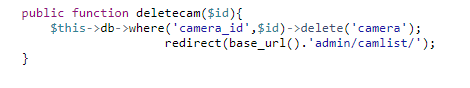 public function deletecam($id){
$this->db->where('camera_id',$id)->delete('camera');
redirect(base_url().'admin/camlist/');
}